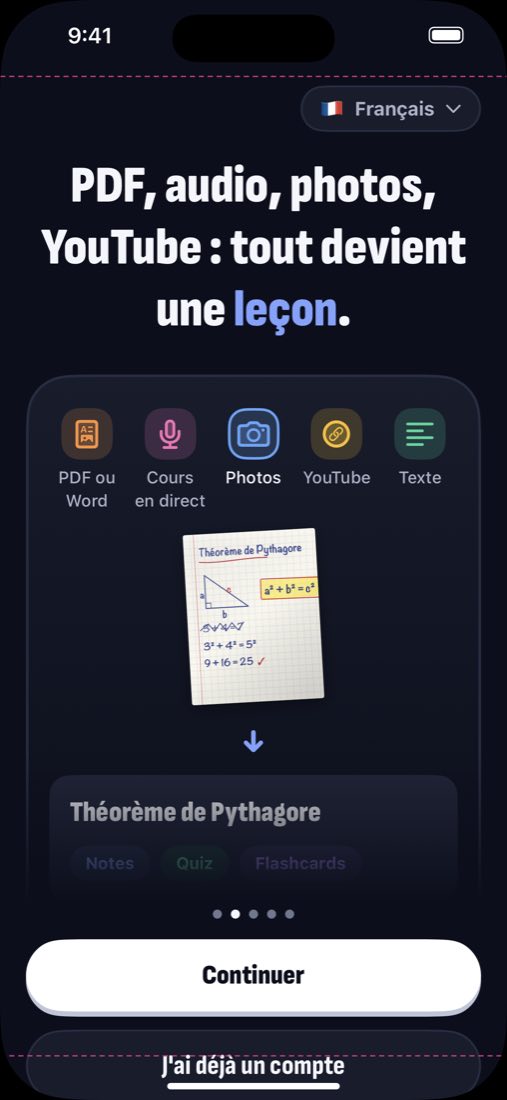 9:41
Français
PDF, audio, photos,
YouTube : tout devient
une leçon.
PDF ou
Word
Cours
en direct
Photos
YouTube
Texte
Théorème de Pythagore
a² + b² = c²
a
c
b
3² + 4² = 5²
9 + 16 = 25 ✓
Théorème de Pythagore
Notes
Quiz
Flashcards
Continuer
J'ai déjà un compte